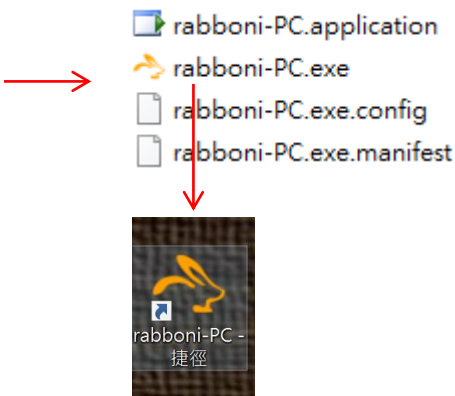 rabboni-PC.application
rabboni-PC.exe
rabboni-PC.exe.config
rabboni-PC.exe.manifest
rabboni-PC -
捷徑